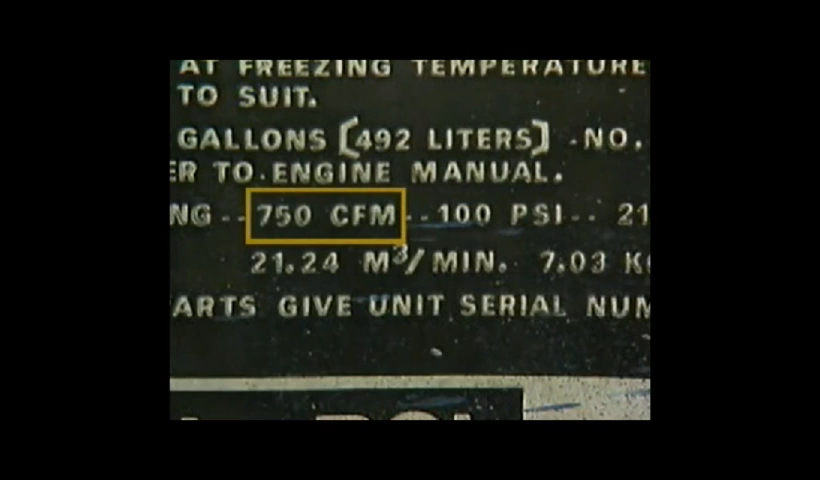 AT FREEZING TEMPERATURE
TO SUIT.
GALLONS [492 LITERS] -NO.
ER TO ENGINE MANUAL.
NG -- 750 CFM -- 100 PSI -- 21
21.24 M³/MIN. 7.03 K
ARTS GIVE UNIT SERIAL NUM